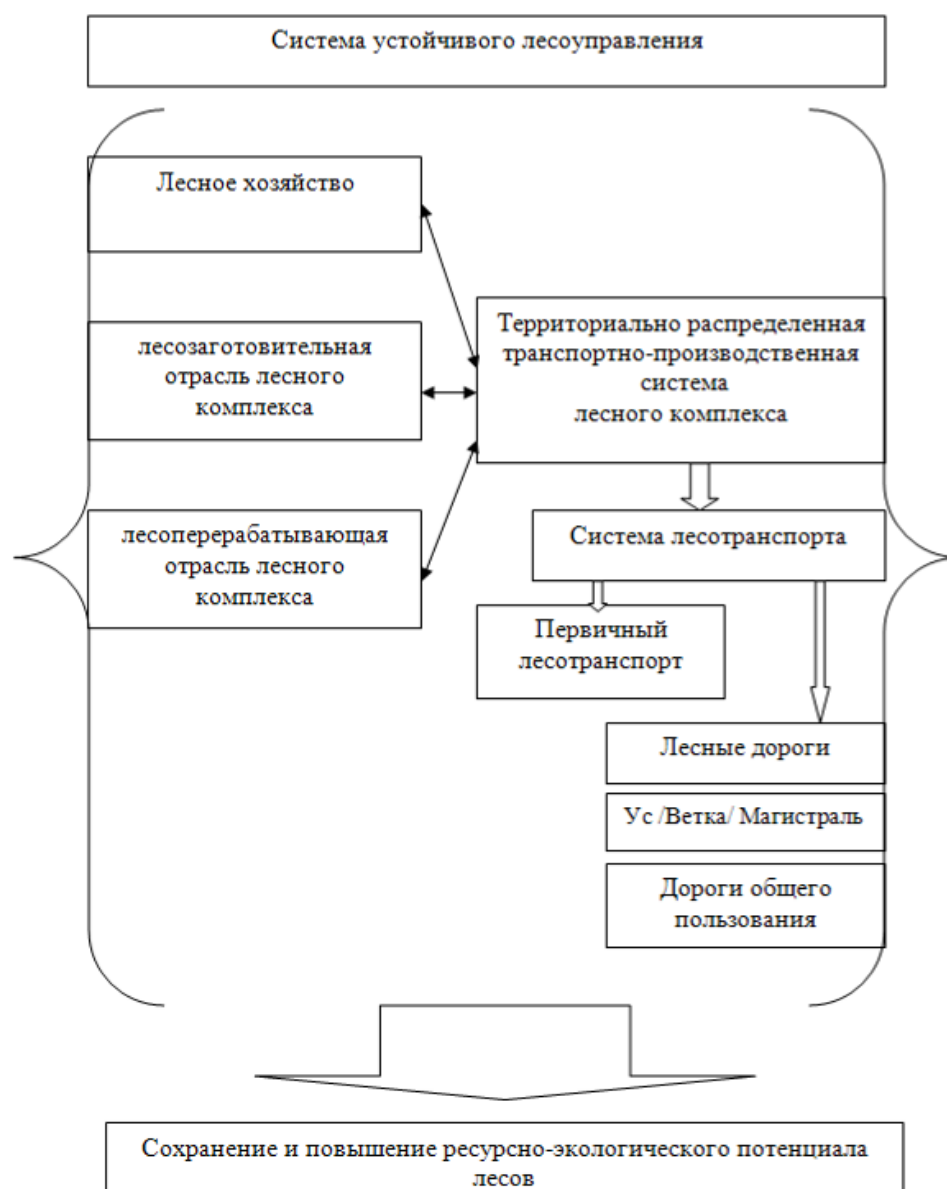 Система устойчивого лесоуправления
Лесное хозяйство
лесозаготовительная
отрасль лесного
комплекса
лесоперерабатывающая
отрасль лесного
комплекса
Территориально распределенная
транспортно-производственная
система
лесного комплекса
Система лесотранспорта
Первичный
лесотранспорт
Лесные дороги
Ус /Ветка/ Магистраль
Дороги общего
пользования
Сохранение и повышение ресурсно-экологического потенциала
лесов